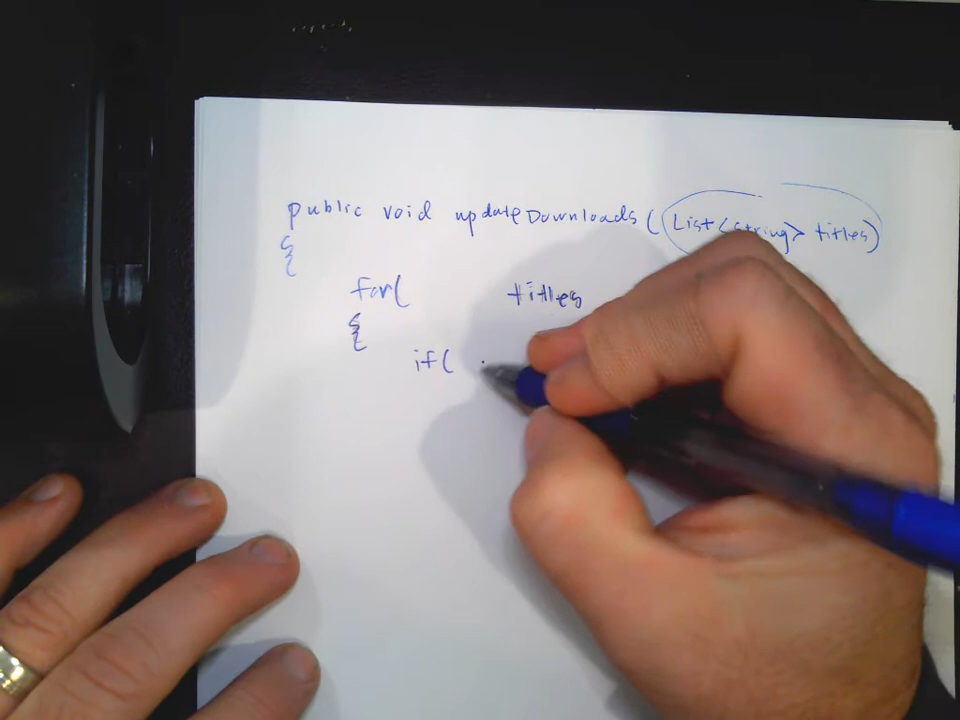 public void updateDownloads ( List<String> titles)
{
for( titles
{
if(